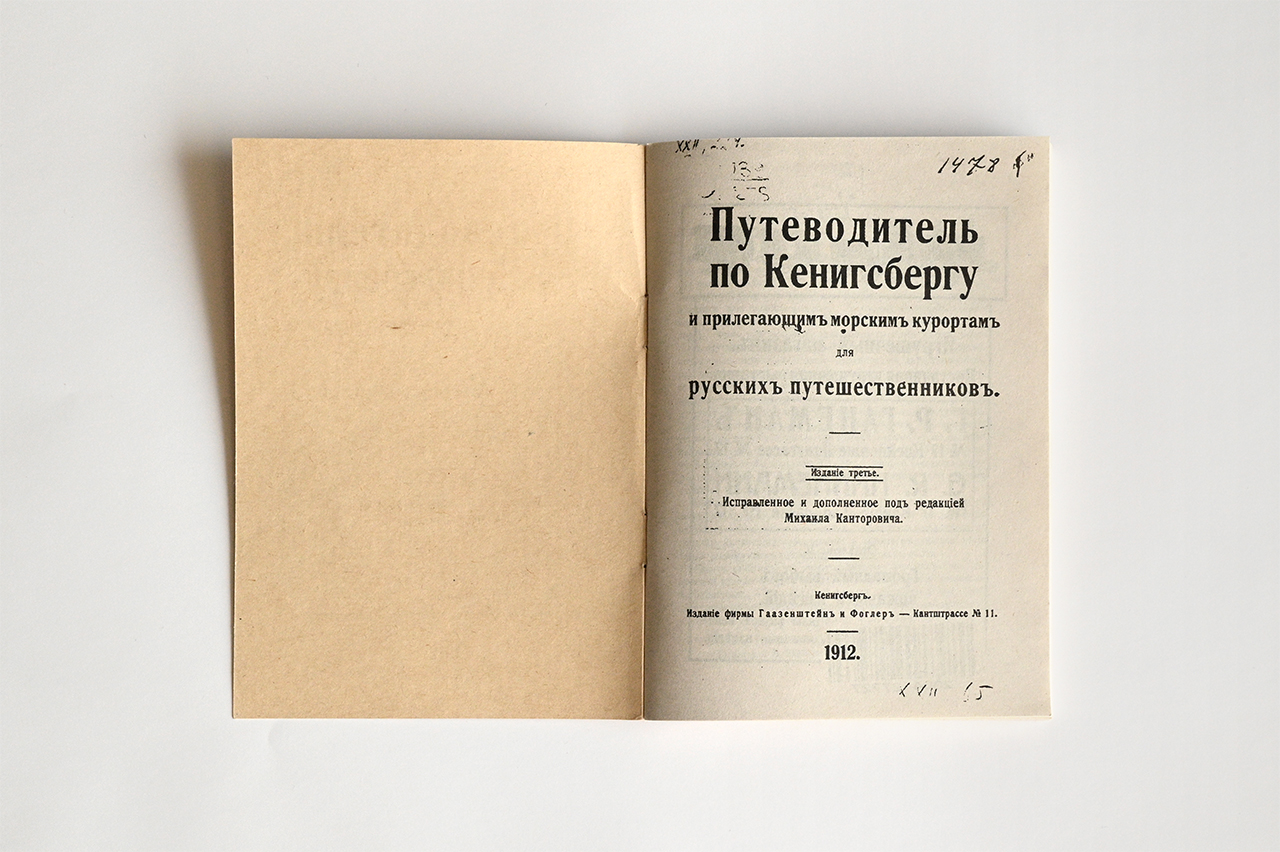 1478
Путеводитель
по Кенигсбергу
и прилегающимъ морскимъ курортамъ
для
русскихъ путешественниковъ.
Изданіе третье.
Исправленное и дополненное подъ редакціей
Михаила Канторовича.
Кенигсбергъ.
Изданіе фирмы Гаазенштейнъ и Фоглеръ — Кантштрассе № 11.
1912.